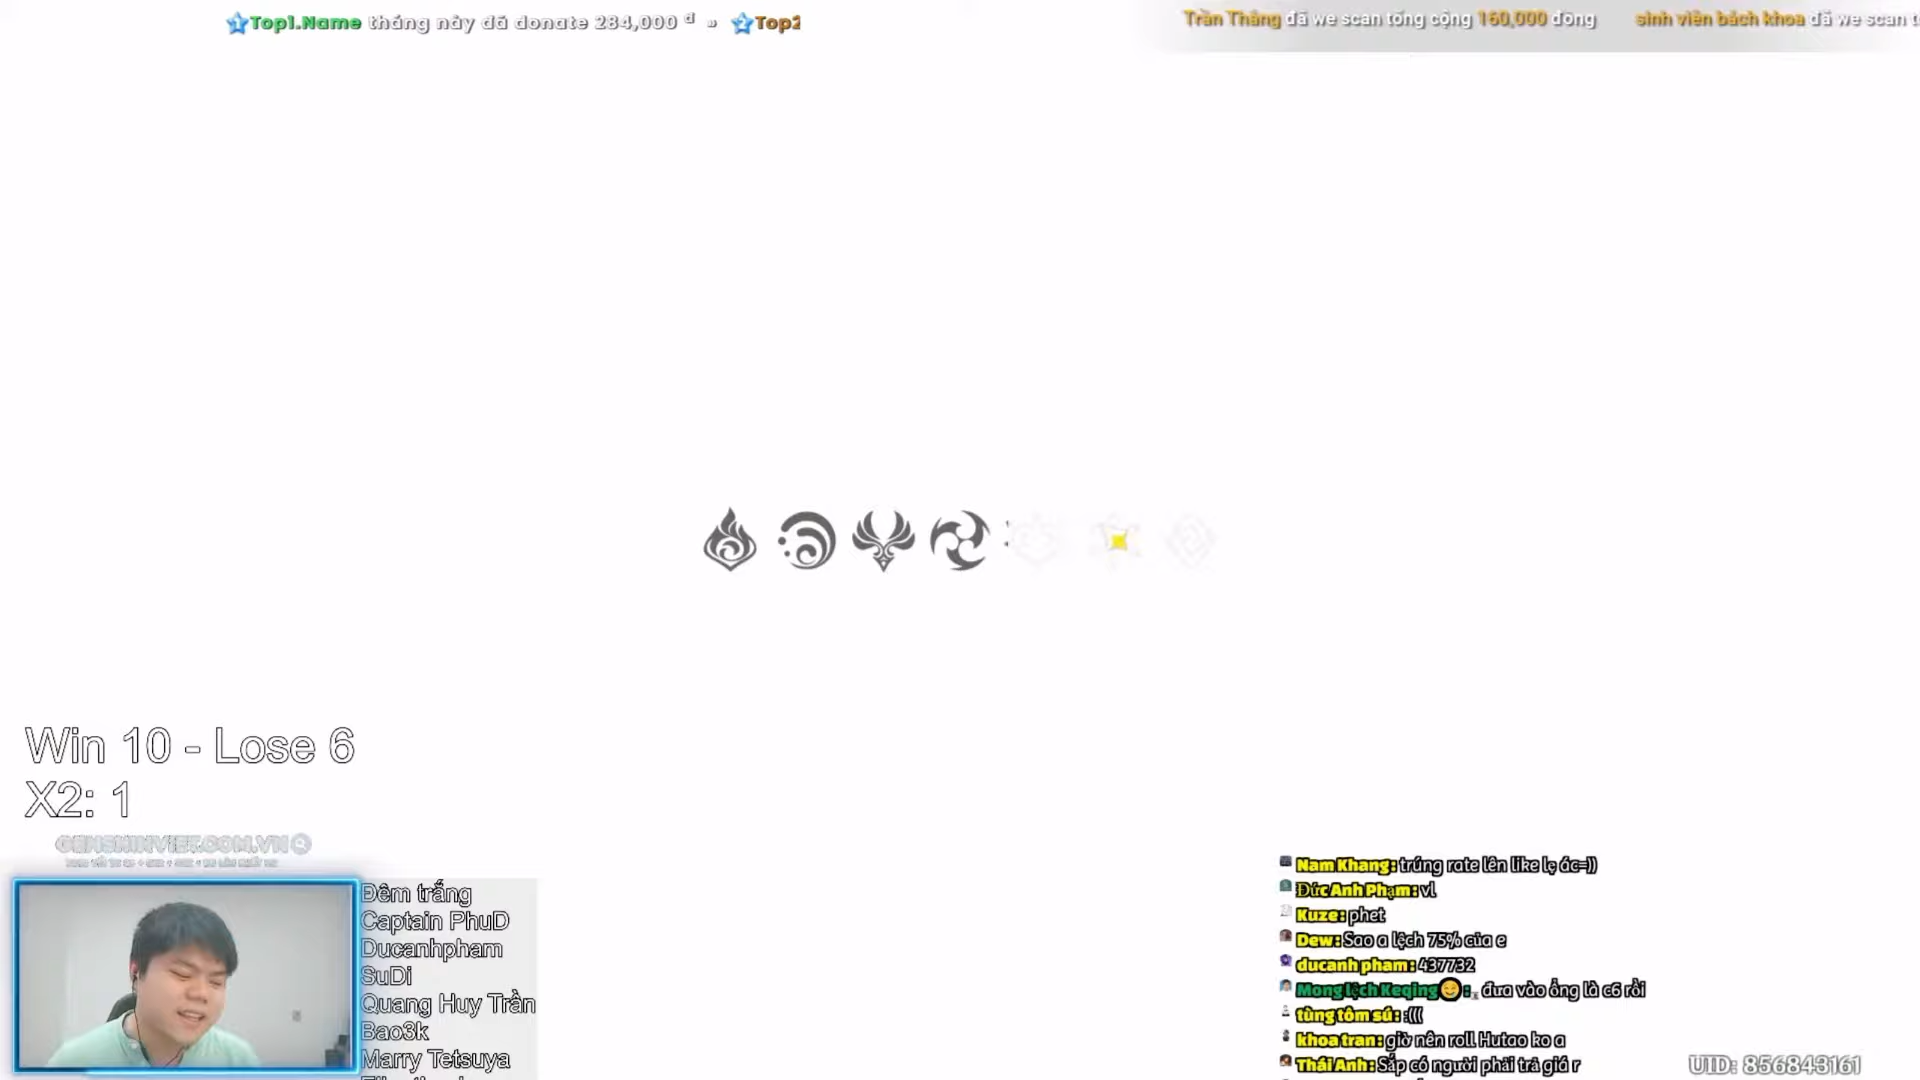 Top1.Name tháng này đã donate 284,000 đ » Top2
Trần Thắng đã we scan tổng cộng 160,000 đồng sinh viên bách khoa đã we scan t
Win 10 - Lose 6
X2: 1
GENSHINVIET.COM.VN
Đêm trắng
Captain PhuD
Ducanhpham
SuDi
Quang Huy Trần
Bao3k
Marry Tetsuya
Nam Khang: trúng rate lên like lẹ ác=))
Đức Anh Phạm: vl
Kuze: phet
Dew: Sao a lệch 75% của e
ducanh pham: 437732
Mong lệch Keqing😊: đưa vào ổng là c6 rồi
tùng tôm sú: :(((
khoa tran: giờ nên roll Hutao ko a
Thái Anh: Sắp có người phải trả giá r
UID: 856843161